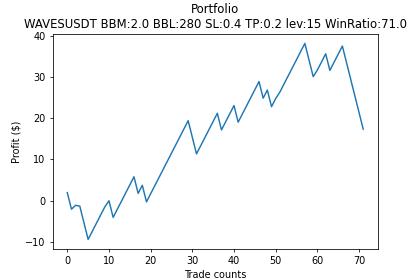 Portfolio
WAVESUSDT BBM:2.0 BBL:280 SL:0.4 TP:0.2 lev:15 WinRatio:71.0
40
30
20
10
0
−10
Profit ($)
0 10 20 30 40 50 60 70
Trade counts